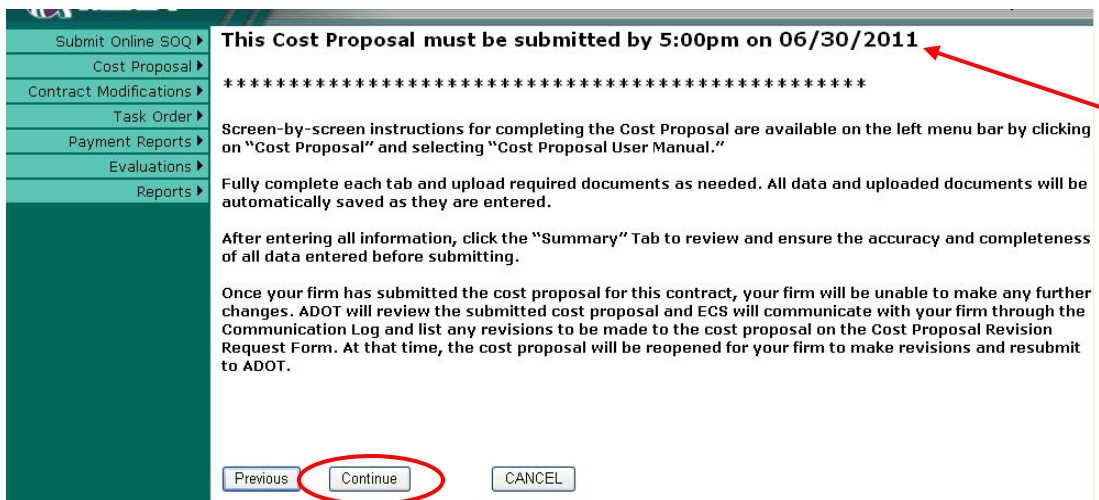 Submit Online SOQ
Cost Proposal
Contract Modifications
Task Order
Payment Reports
Evaluations
Reports
This Cost Proposal must be submitted by 5:00pm on 06/30/2011
*************************************************
Screen-by-screen instructions for completing the Cost Proposal are available on the left menu bar by clicking
on “Cost Proposal” and selecting “Cost Proposal User Manual.”
Fully complete each tab and upload required documents as needed. All data and uploaded documents will be
automatically saved as they are entered.
After entering all information, click the “Summary” Tab to review and ensure the accuracy and completeness
of all data entered before submitting.
Once your firm has submitted the cost proposal for this contract, your firm will be unable to make any further
changes. ADOT will review the submitted cost proposal and ECS will communicate with your firm through the
Communication Log and list any revisions to be made to the cost proposal on the Cost Proposal Revision
Request Form. At that time, the cost proposal will be reopened for your firm to make revisions and resubmit
to ADOT.
Previous Continue CANCEL